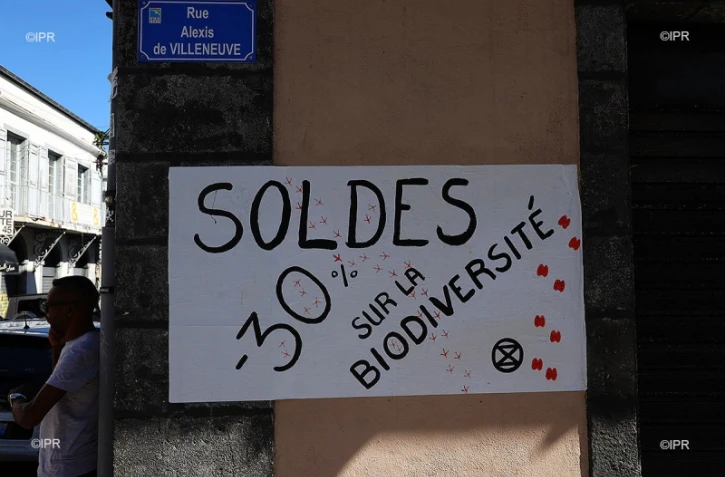 ©IPR
©IPR
Rue
Alexis
de VILLENEUVE
SOLDES
-30%
SUR LA
BIODIVERSITÉ
©IPR
©IPR